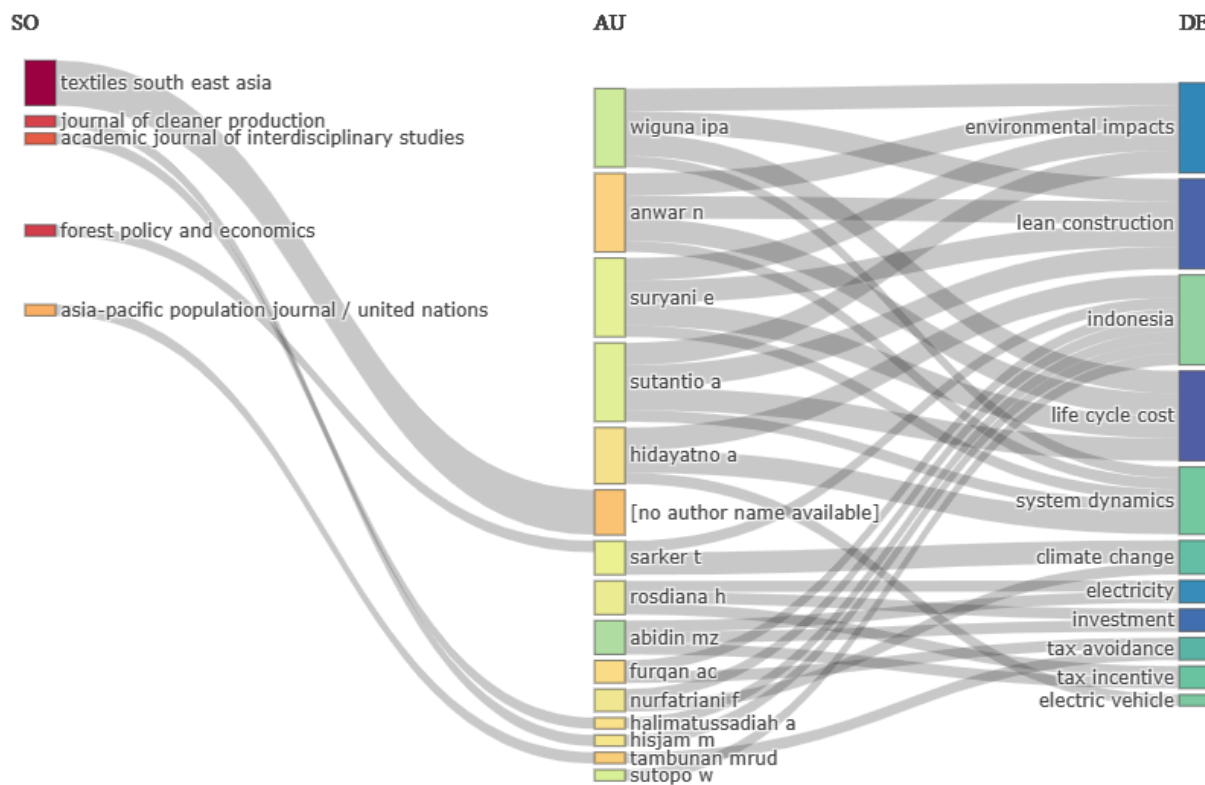 SO
AU
DE
textiles south east asia
journal of cleaner production
academic journal of interdisciplinary studies
forest policy and economics
asia-pacific population journal / united nations
wiguna ipa
anwar n
suryani e
sutantio a
hidayatno a
[no author name available]
sarker t
rosdiana h
abidin mz
furqan ac
nurfatriani f
halimatussadiah a
hisjam m
tambunan mrud
sutopo w
environmental impacts
lean construction
indonesia
life cycle cost
system dynamics
climate change
electricity
investment
tax avoidance
tax incentive
electric vehicle